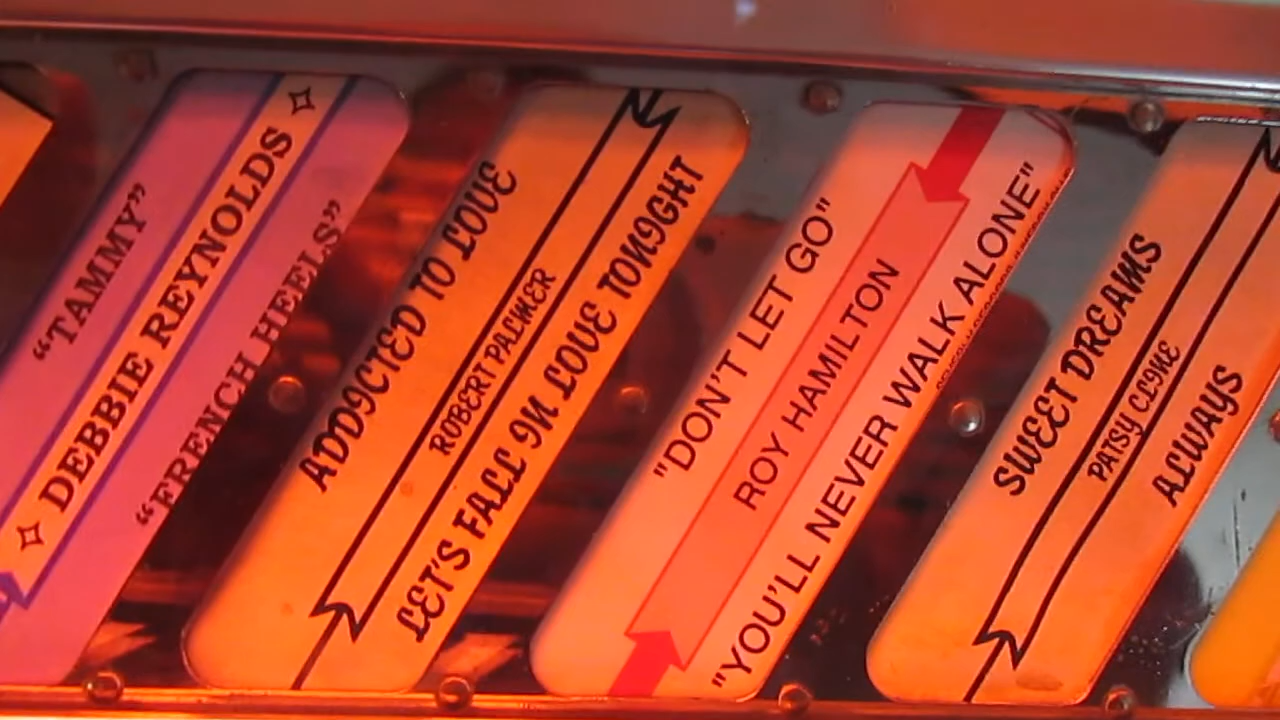 “TAMMY”
DEBBIE REYNOLDS
“FRENCH HEELS”
ADDICTED TO LOVE
ROBERT PALMER
LET'S FALL IN LOVE TONIGHT
"DON'T LET GO"
ROY HAMILTON
"YOU'LL NEVER WALK ALONE"
SWEET DREAMS
PATSY CLINE
ALWAYS